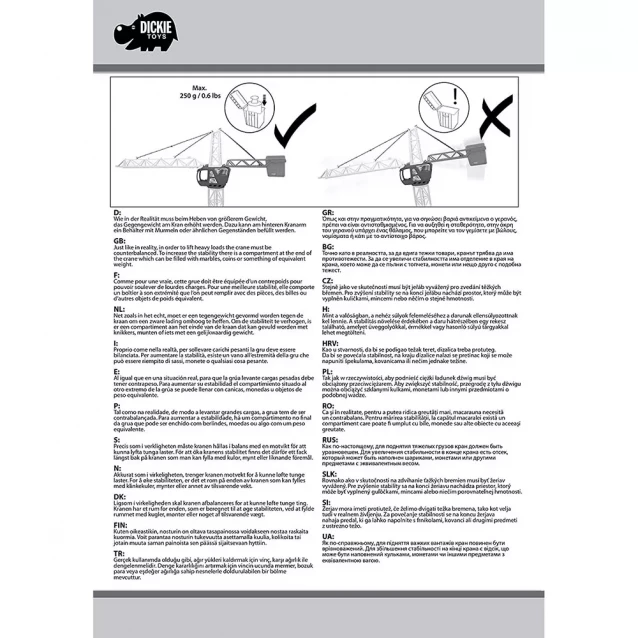 DICKIE
TOYS
Max.
250 g / 0.6 lbs
!
D:
Wie in der Realität muss beim Heben von größerem Gewicht,
das Gegengewicht am Kran erhöht werden. Dazu kann am hinteren Kranarm
ein Behälter mit Murmeln oder ähnlichen Gegenständen befüllt werden.
GB:
Just like in reality, in order to lift heavy loads the crane must be
counterbalanced. To increase the stability there is a compartment at the end of
the crane which can be filled with marbles, coins or something of equivalent
weight.
F:
Comme pour une vraie, cette grue doit être équipée d'un contrepoids pour
pouvoir soulever de lourdes charges. Pour une meilleure stabilité, elle comporte
un boîtier à son extrémité que l'on peut remplir avec des pièces, des billes ou
d'autres objets de poids équivalent.
NL:
Net zoals in het echt, moet er een tegengewicht gevormd worden tegen de
kraan om een zware lading omhoog te heffen. Om de stabiliteit te verhogen, is
er een compartiment aan het einde van de kraan dat kan gevuld worden met
knikkers, munten of iets met een gelijkwaardig gewicht.
I:
Proprio come nella realtà, per sollevare carichi pesanti la gru deve essere
bilanciata. Per aumentare la stabilità, esiste un vano all'estremità della gru che
può essere riempito di sassi, monete o qualsiasi cosa con peso equivalente.
E:
Al igual que en una situación real, para que la grúa levante cargas pesadas debe
tener contrapeso. Para aumentar su estabilidad el compartimiento situado al
otro extremo de la grúa se puede llenar con canicas, monedas u objetos de
peso equivalente.
P:
Tal como na realidade, de modo a levantar grandes cargas, a grua tem de ser
contrabalançada. Para aumentar a estabilidade, há um compartimento no final
da grua que pode ser enchido com berlindes, moedas ou algo com um peso
equivalente.
S:
Precis som i verkligheten måste kranen hållas i balans med en motvikt för att
kunna lyfta tunga laster. För att öka kranens stabilitet finns det därför ett fack
längst bak som kan fyllas med kulor, mynt eller liknande föremål.
N:
Akkurat som i virkeligheten, trenger kranen motvekt for å kunne løfte tunge
laster. For å øke stabiliteten, er det et rom på enden av kranen som kan fylles
med klinkekuler, mynter eller annet av tilsvarende vekt.
DK:
Ligsom i virkeligheden skal kranen afbalanceres for at kunne løfte tunge ting.
Kranen har et rum for enden, som er beregnet til at øge stabiliteten, ved at fylde
rummet med kugler, mønter eller noget af tilsvarende vægt.
FIN:
Kuten oikeastikin, nosturin on oltava tasapainossa voidakseen nostaa raskaita
kuormia. Voit parantaa nosturin tukevuutta laittamalla kuulia, kolikoita tai
jotain muuta saman painoista sen päässä sijaitsevaan tyhjiöön.
TR:
Gerçek kullanımda olduğu gibi, ağır yükleri kaldırmak için vinç, karşı ağırlık ile
dengelenmelidir. Denge kararlılığını artırmak için vincin ucunda mermer, bozuk
para veya eşdeğer ağırlığa sahip nesnelerle doldurulabilir bir bölme
mevcuttur.
GR:
Όπως και στην πραγματικότητα, για να σηκώσει βαριά αντικείμενα ο γερανός,
πρέπει να είναι αντισταθμισμένος. Για να αυξηθεί η σταθερότητα, στην άκρη
του γερανού υπάρχει ένας θάλαμος, που μπορείτε να τον γεμίσετε με βώλους,
νομίσματα ή κάτι με το αντίστοιχο βάρος.
BG:
Точно като в реалността, за да вдига тежки товари, кранът трябва да има
противотежести. За да се увеличи стабилността има отделение в края на
крана, което може да се пълни с топчета, монети или нещо друго с подобна
тежест.
CZ:
Stejně jako ve skutečnosti musí být jeřáb vyvážený pro zvedání těžkých
břemen. Pro zvýšení stability se na konci jeřábu nachází prostor, který může být
vyplněn kuličkami, mincemi nebo něčím o stejné hmotnosti.
H:
Mint a valóságban, a nehéz súlyok felemeléséhez a darunak ellensúlyozottnak
kel lennie. A stabilitás növelése érdekében a daru hátuljában egy rekesz
található, amelyet üveggolyókkal, érmékkel vagy hasonló súlyú tárgyakkal
lehet megtölteni.
HRV:
Kao u stvarnosti, da bi se podigao težak teret, dizalica treba protuteg.
Da bi se povećala stabilnost, na kraju dizalice nalazi se pretinac koji se može
napuniti špekulama, kovanicama ili nečim jednake težine.
PL:
Tak jak w rzeczywistości, aby podnieść ciężki ładunek dźwig musi być
obciążony przeciwciężarem. Aby zwiększyć stabilność, przegrodę z tyłu dźwigu
można obciążyć szklanymi kulkami, monetami lub innymi przedmiotami o
podobnej wadze.
RO:
Ca şi în realitate, pentru a putea ridica greutăţi mari, macaraua necesită
un contrabalans. Pentru mărirea stabilităţii, la capătul macaralei există un
compartiment care poate fi umplut cu bile, monede sau alte obiecte cu aceeaşi
greutate.
RUS:
Как по-настоящему, для поднятия тяжелых грузов кран должен быть
уравновешен. Для увеличения стабильности в конце крана есть отсек,
который может быть наполнен шариками, монетами или другими
предметами с эквивалентным весом.
SLK:
Rovnako ako v skutočnosti na zdvíhanie ťažkých bremien musí byť žeriav
vyvážený. Pre zvýšenie stability sa na konci žeriavu nachádza priestor, ktorý
môže byť vyplnený guľôčkami, mincami alebo niečím porovnateľnej hmotnosti.
SI:
Žerjav mora imeti protiutež, če želimo dvigati težka bremena, tako kot velja
tudi v realnem življenju. Za povečanje stabilnosti se na koncu žerjava
nahaja predal, ki ga lahko napolnite s frnikolami, kovanci ali drugimi predmeti
z ustrezno težo.
UA:
Як по-справжньому, для підняття важких вантажів кран повинен бути
врівноважений. Для збільшення стабільності на кінці крана є відсік, що
може бути наповнений кульками, монетами чи іншими предметами з
еквівалентною вагою.